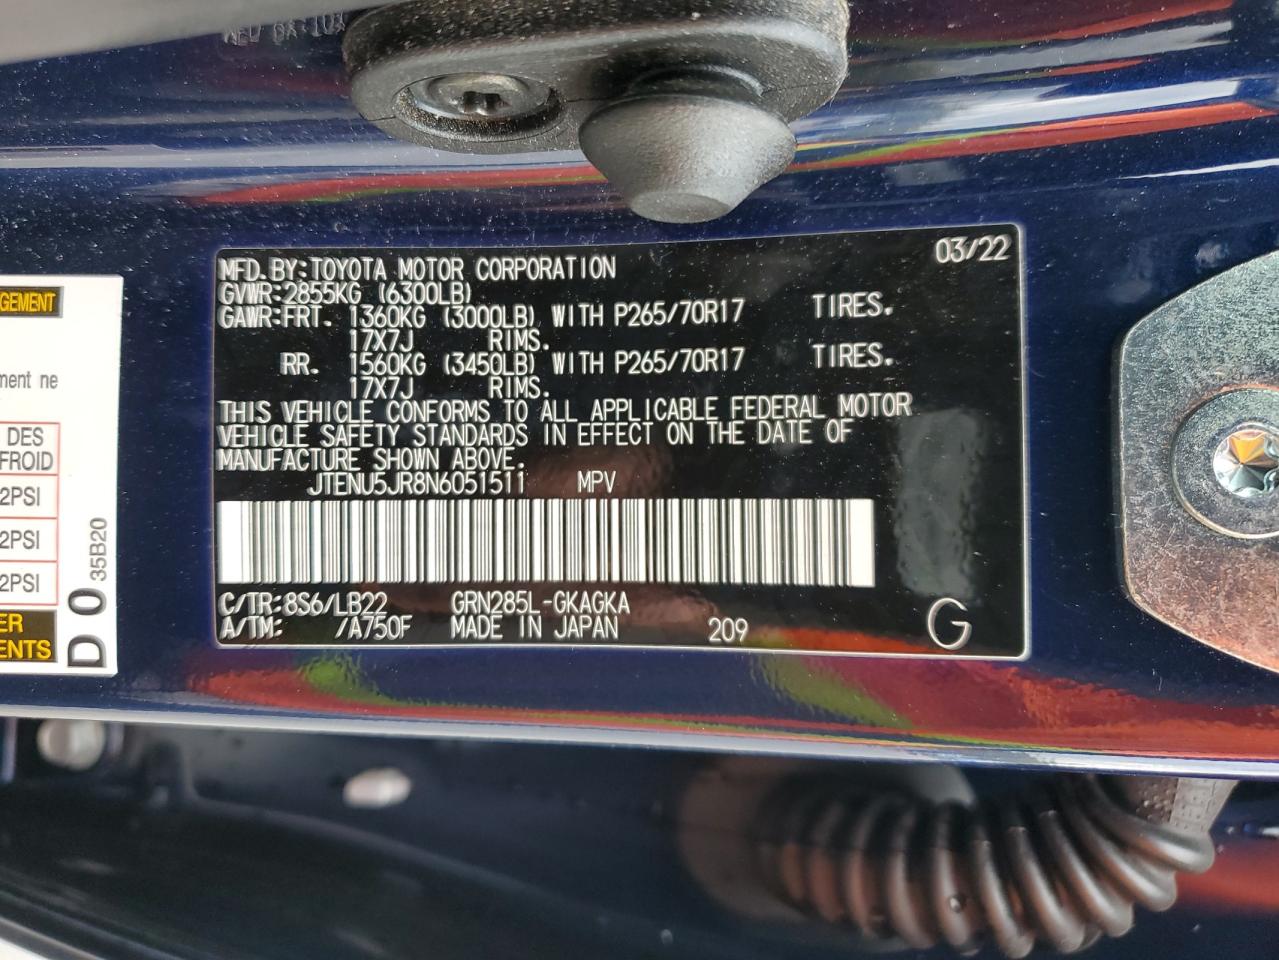 03/22
MFD. BY:TOYOTA MOTOR CORPORATION
GVWR:2855KG (6300LB)
GAWR:FRT. 1360KG (3000LB) WITH P265/70R17 TIRES.
17X7J RIMS.
RR. 1560KG (3450LB) WITH P265/70R17 TIRES.
17X7J RIMS.
THIS VEHICLE CONFORMS TO ALL APPLICABLE FEDERAL MOTOR
VEHICLE SAFETY STANDARDS IN EFFECT ON THE DATE OF
MANUFACTURE SHOWN ABOVE.
JTENU5JR8N6051511 MPV
C/TR:8S6/LB22 GRN285L-GKAGKA
A/TM: /A750F MADE IN JAPAN 209 G
GEMENT
ment ne
DES
FROID
2PSI
2PSI
2PSI
ER
ENTS
D0 35B20